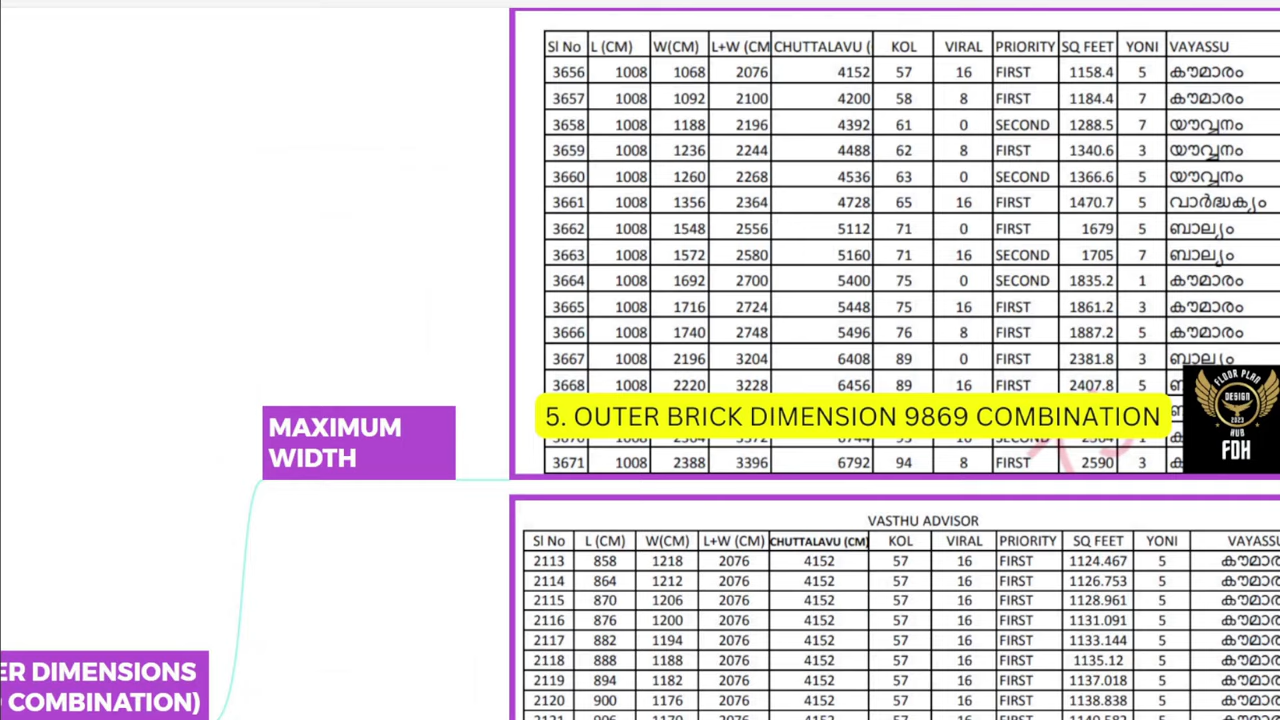 Sl No L (CM) W(CM) L+W (CM CHUTTALAVU ( KOL VIRAL PRIORITY SQ FEET YONI VAYASSU
3656 1008 1068 2076 4152 57 16 FIRST 1158.4 5 കൗമാരം
3657 1008 1092 2100 4200 58 8 FIRST 1184.4 7 കൗമാരം
3658 1008 1188 2196 4392 61 0 SECOND 1288.5 7 യൗവ്വനം
3659 1008 1236 2244 4488 62 8 FIRST 1340.6 3 യൗവ്വനം
3660 1008 1260 2268 4536 63 0 SECOND 1366.6 5 യൗവ്വനം
3661 1008 1356 2364 4728 65 16 FIRST 1470.7 5 വാർദ്ധക്യം
3662 1008 1548 2556 5112 71 0 FIRST 1679 5 ബാല്യം
3663 1008 1572 2580 5160 71 16 SECOND 1705 7 ബാല്യം
3664 1008 1692 2700 5400 75 0 SECOND 1835.2 1 കൗമാരം
3665 1008 1716 2724 5448 75 16 FIRST 1861.2 3 കൗമാരം
3666 1008 1740 2748 5496 76 8 FIRST 1887.2 5 കൗമാരം
3667 1008 2196 3204 6408 89 0 FIRST 2381.8 3 ബാല്യം
3668 1008 2220 3228 6456 89 16 FIRST 2407.8 5
5. OUTER BRICK DIMENSION 9869 COMBINATION
3671 1008 2388 3396 6792 94 8 FIRST 2590 3
FLOOR PLAN
DESIGN
2023
HUB
FDH
MAXIMUM
WIDTH
VASTHU ADVISOR
Sl No L (CM) W(CM) L+W (CM) CHUTTALAVU (CM) KOL VIRAL PRIORITY SQ FEET YONI VAYASSU
2113 858 1218 2076 4152 57 16 FIRST 1124.467 5 കൗമാര
2114 864 1212 2076 4152 57 16 FIRST 1126.753 5 കൗമാര
2115 870 1206 2076 4152 57 16 FIRST 1128.961 5 കൗമാര
2116 876 1200 2076 4152 57 16 FIRST 1131.091 5 കൗമാര
2117 882 1194 2076 4152 57 16 FIRST 1133.144 5 കൗമാര
2118 888 1188 2076 4152 57 16 FIRST 1135.12 5 കൗമാര
2119 894 1182 2076 4152 57 16 FIRST 1137.018 5 കൗമാര
2120 900 1176 2076 4152 57 16 FIRST 1138.838 5 കൗമാര
ER DIMENSIONS
COMBINATION)